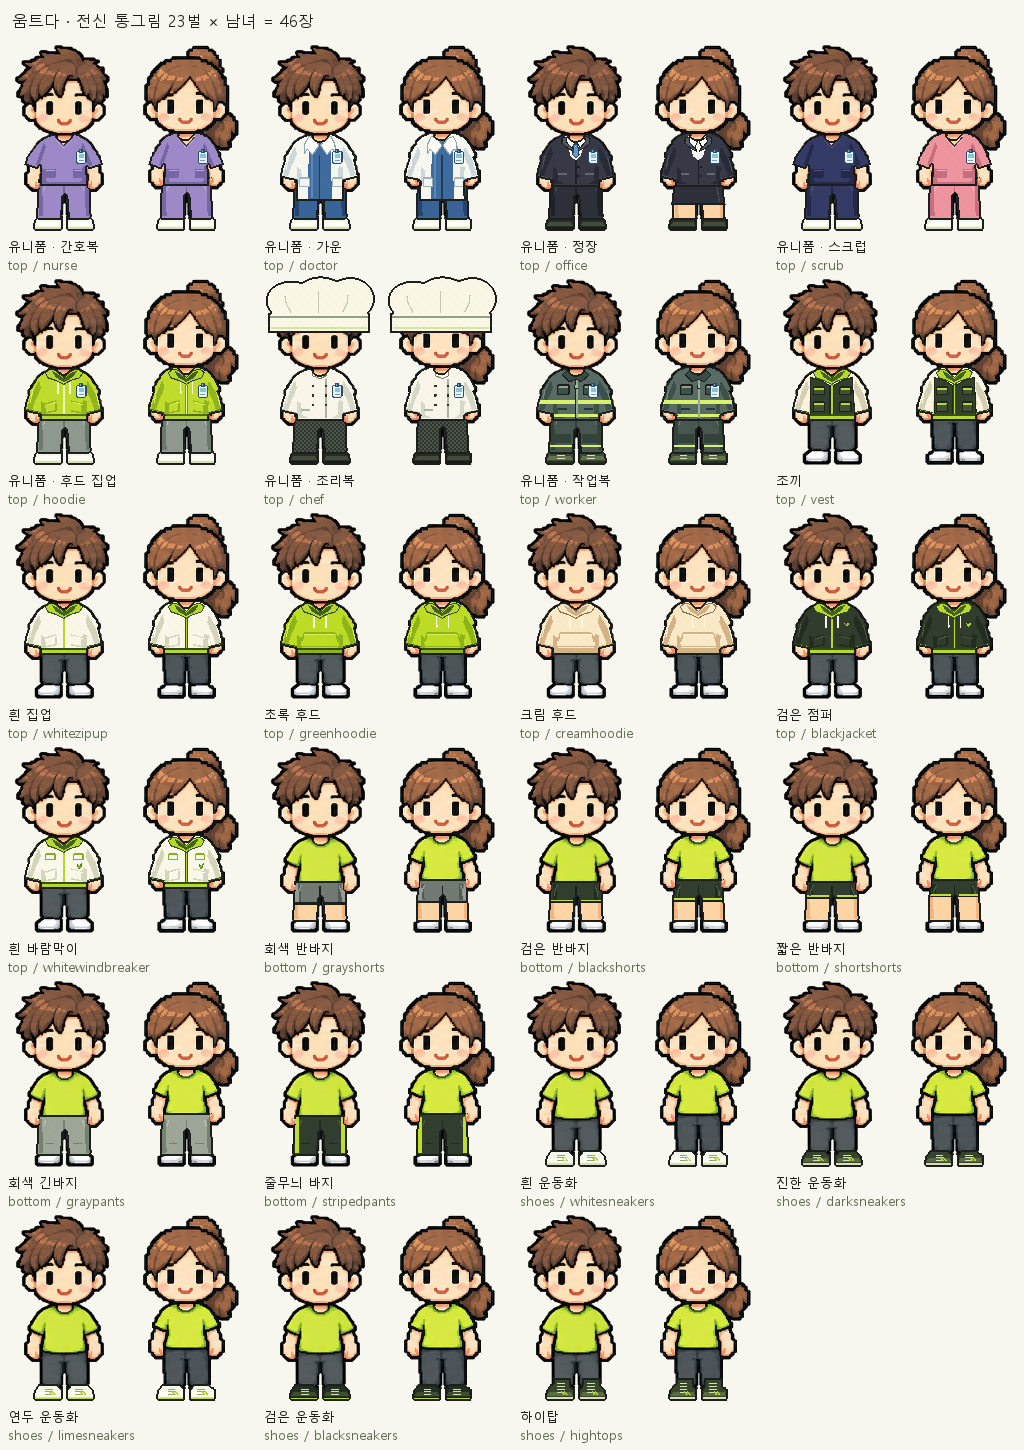 움트다 · 전신 통그림 23벌 × 남녀 = 46장
유니폼 · 간호복
top / nurse
유니폼 · 가운
top / doctor
유니폼 · 정장
top / office
유니폼 · 스크럽
top / scrub
유니폼 · 후드 집업
top / hoodie
유니폼 · 조리복
top / chef
유니폼 · 작업복
top / worker
조끼
top / vest
흰 집업
top / whitezipup
초록 후드
top / greenhoodie
크림 후드
top / creamhoodie
검은 점퍼
top / blackjacket
흰 바람막이
top / whitewindbreaker
회색 반바지
bottom / grayshorts
검은 반바지
bottom / blackshorts
짧은 반바지
bottom / shortshorts
회색 긴바지
bottom / graypants
줄무늬 바지
bottom / stripedpants
흰 운동화
shoes / whitesneakers
진한 운동화
shoes / darksneakers
연두 운동화
shoes / limesneakers
검은 운동화
shoes / blacksneakers
하이탑
shoes / hightops